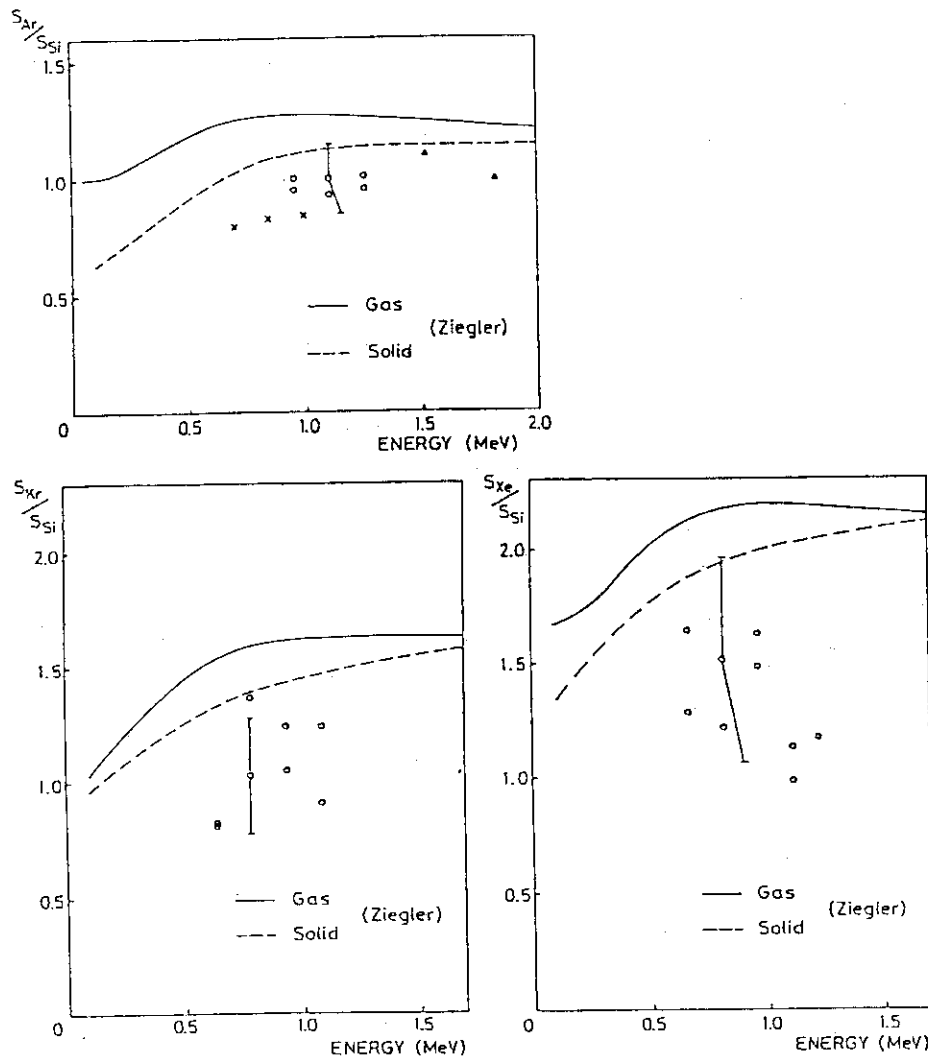 S_Ar/S_Si
1.5
1.0
0.5
0
0.5
1.0
1.5
2.0
ENERGY (MeV)
Gas
(Ziegler)
Solid
S_Kr/S_Si
2.0
1.5
1.0
0.5
0
0.5
1.0
1.5
ENERGY (MeV)
Gas
(Ziegler)
Solid
S_Xe/S_Si
2.0
1.5
1.0
0.5
0
0.5
1.0
1.5
ENERGY (MeV)
Gas
(Ziegler)
Solid